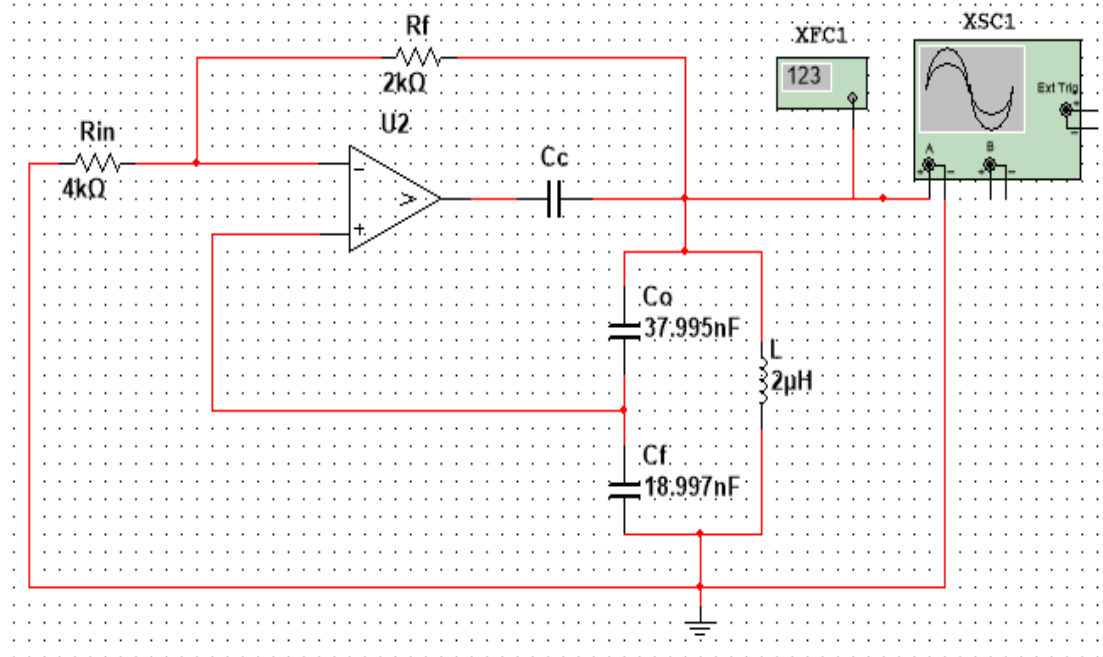 Rf
2kΩ
XFC1
123
XSC1
Ext Trig
+
−
A
B
+
−
+
−
Rin
4kΩ
U2
−
+
Cc
Co
37.995nF
L
2µH
Cf
18.997nF